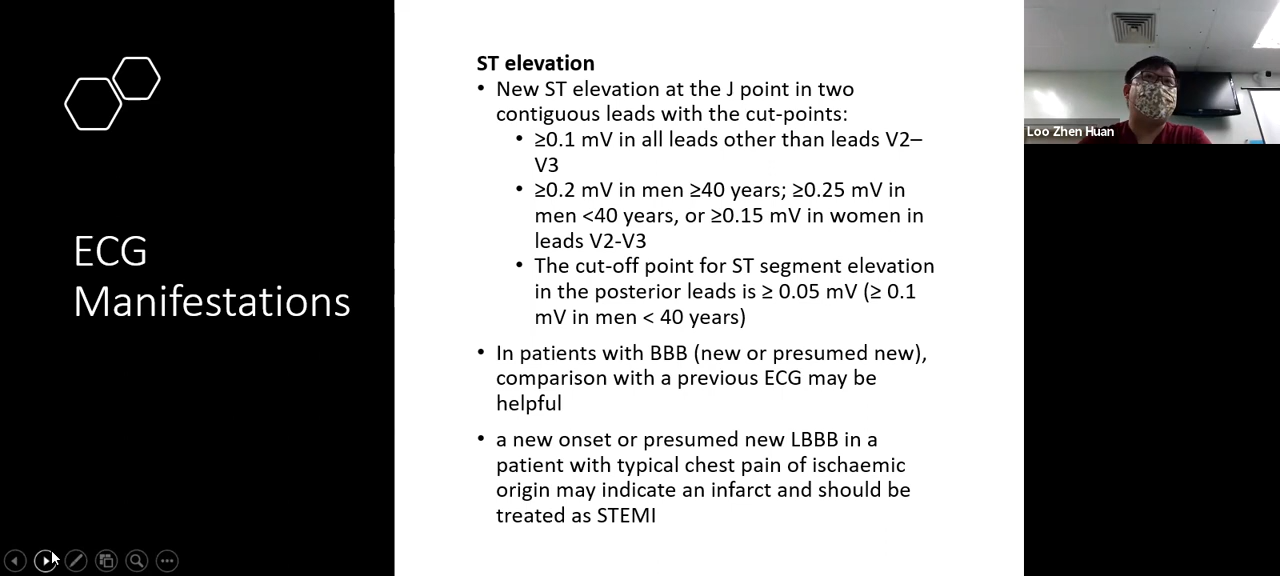 ECG
Manifestations
ST elevation
• New ST elevation at the J point in two
contiguous leads with the cut-points:
• ≥0.1 mV in all leads other than leads V2–
V3
• ≥0.2 mV in men ≥40 years; ≥0.25 mV in
men <40 years, or ≥0.15 mV in women in
leads V2-V3
• The cut-off point for ST segment elevation
in the posterior leads is ≥ 0.05 mV (≥ 0.1
mV in men < 40 years)
• In patients with BBB (new or presumed new),
comparison with a previous ECG may be
helpful
• a new onset or presumed new LBBB in a
patient with typical chest pain of ischaemic
origin may indicate an infarct and should be
treated as STEMI
Loo Zhen Huan